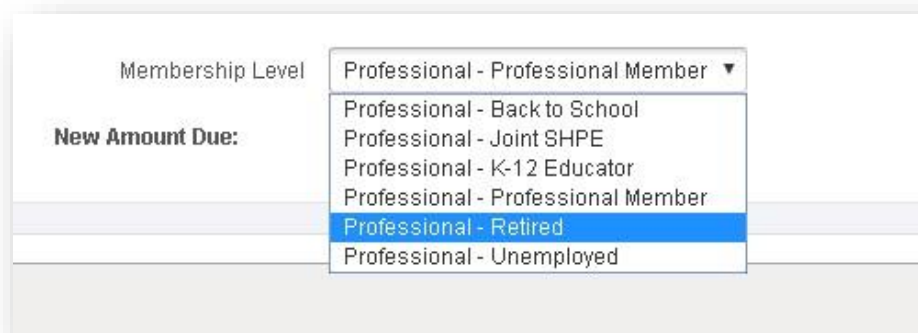 Membership Level
Professional - Professional Member
Professional - Back to School
New Amount Due:
Professional - Joint SHPE
Professional - K-12 Educator
Professional - Professional Member
Professional - Retired
Professional - Unemployed